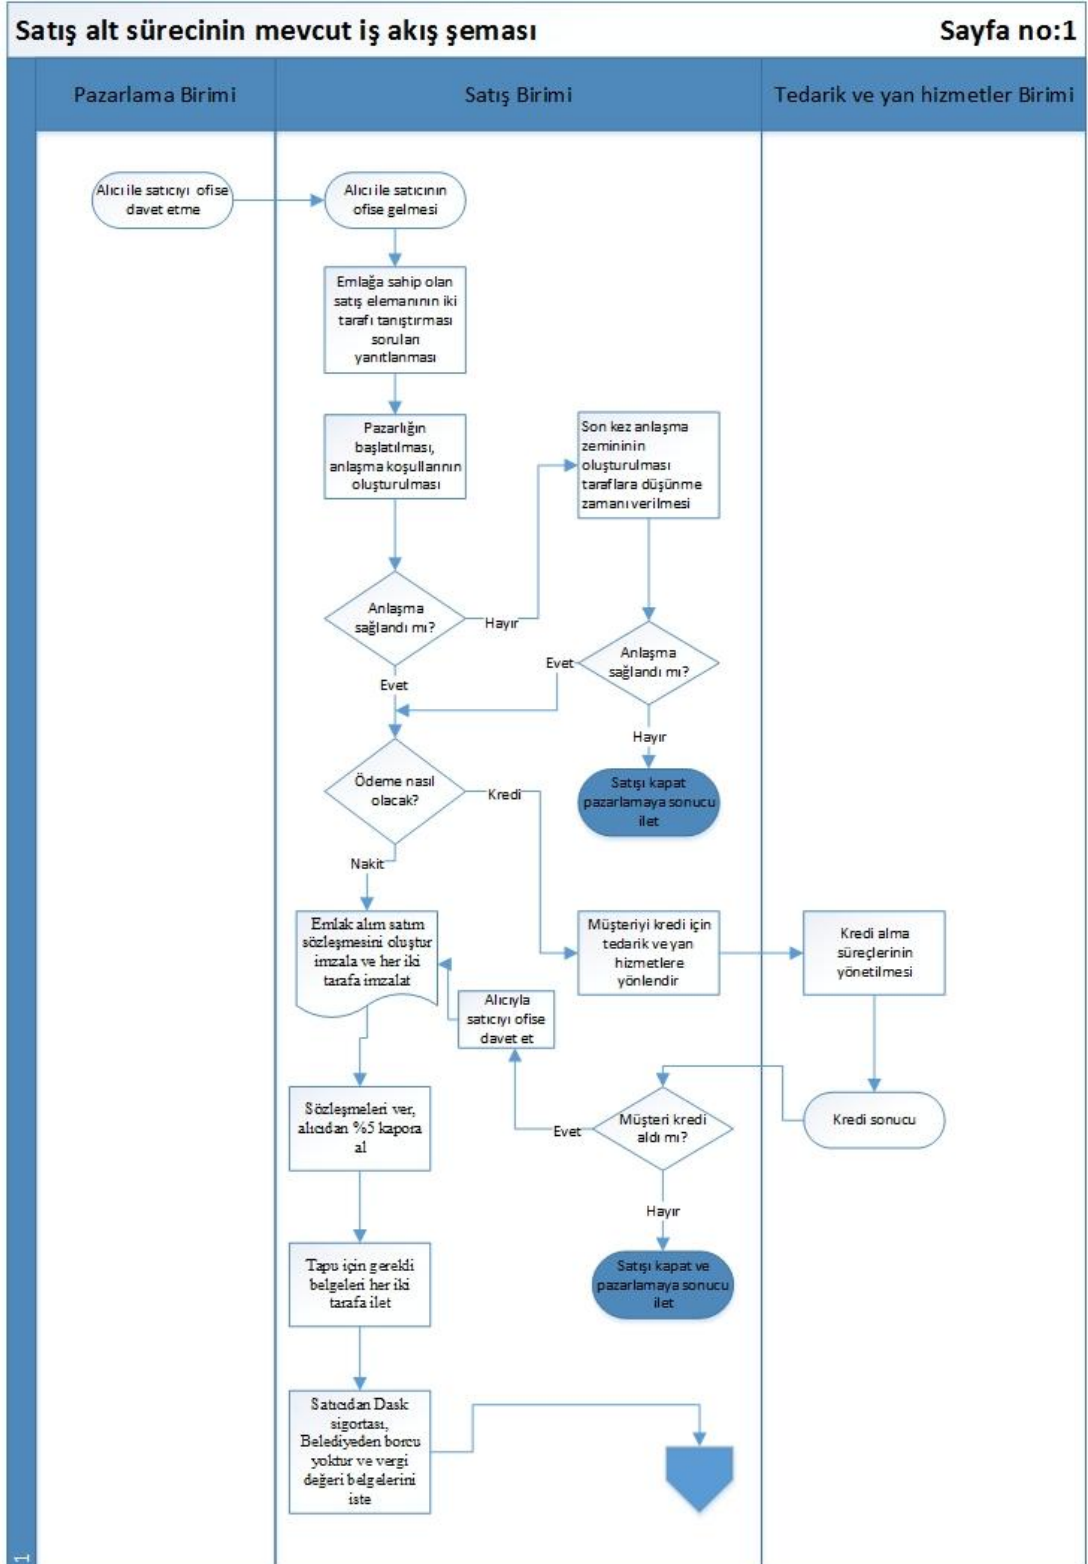 Satış alt sürecinin mevcut iş akış şeması
Sayfa no:1
Pazarlama Birimi
Satış Birimi
Tedarik ve yan hizmetler Birimi
Alıcı ile satıcıyı ofise
davet etme
Alıcı ile satıcının
ofise gelmesi
Emlağa sahip olan
satış elemanının iki
tarafı tanıştırması
soruları
yanıtlanması
Pazarlığın
başlatılması,
anlaşma koşullarının
oluşturulması
Son kez anlaşma
zemininin
oluşturulması
taraflara düşünme
zamanı verilmesi
Anlaşma
sağlandı mı?
Hayır
Evet
Anlaşma
sağlandı mı?
Evet
Hayır
Satışı kapat
pazarlamaya sonucu
ilet
Ödeme nasıl
olacak?
Kredi
Nakit
Emlak alım satım
sözleşmesini oluştur
imzala ve her iki
tarafa imzalat
Müşteriyi kredi için
tedarik ve yan
hizmetlere
yönlendir
Kredi alma
süreçlerinin
yönetilmesi
Alıcıyla
satıcıyı ofise
davet et
Sözleşmeleri ver,
alıcıdan %5 kapora
al
Müşteri kredi
aldı mı?
Evet
Kredi sonucu
Hayır
Satışı kapat ve
pazarlamaya sonucu
ilet
Tapu için gerekli
belgeleri her iki
tarafa ilet
Satıcıdan Dask
sigortası,
Belediyeden borcu
yoktur ve vergi
değeri belgelerini
iste
1